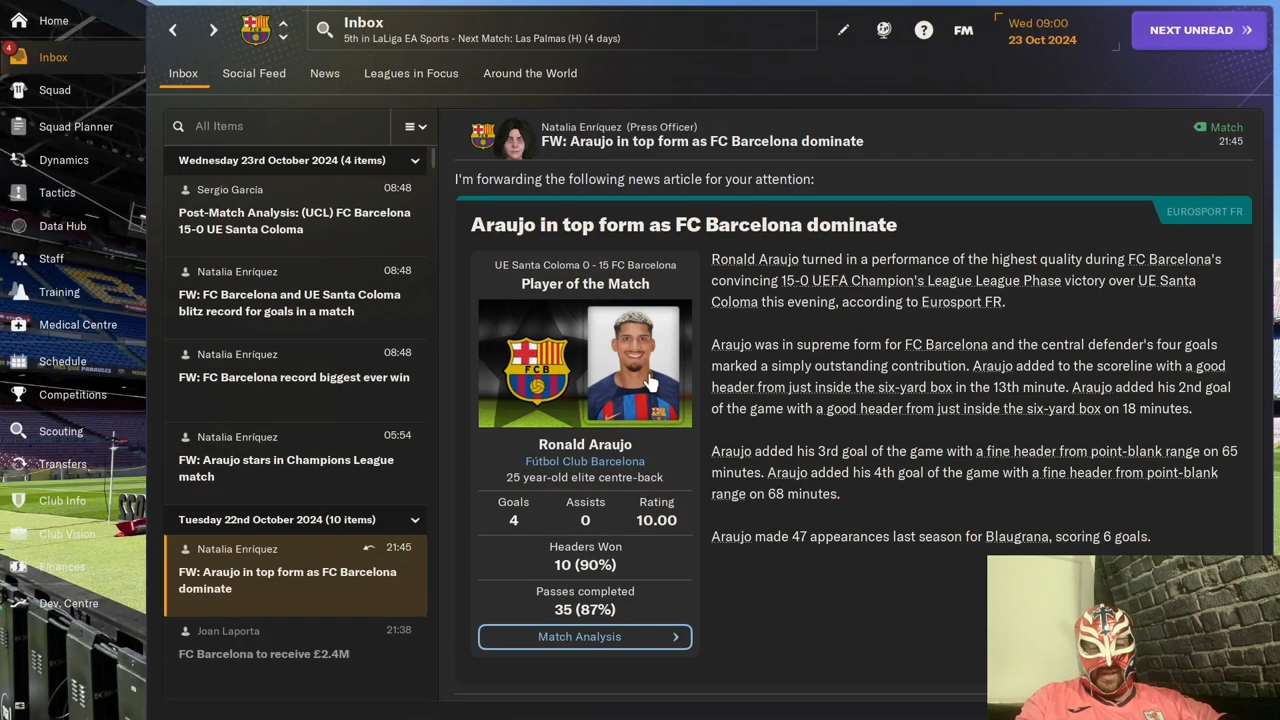 Home
4
Inbox
Squad
Squad Planner
Dynamics
Tactics
Data Hub
Staff
Training
Medical Centre
Schedule
Competitions
Scouting
Transfers
Club Info
Club Vision
Finances
Dev. Centre
Inbox
5th in LaLiga EA Sports - Next Match: Las Palmas (H) (4 days)
FM
Wed 09:00
23 Oct 2024
NEXT UNREAD
Inbox
Social Feed
News
Leagues in Focus
Around the World
All Items
Wednesday 23rd October 2024 (4 items)
Sergio García 08:48
Post-Match Analysis: (UCL) FC Barcelona
15-0 UE Santa Coloma
Natalia Enríquez 08:48
FW: FC Barcelona and UE Santa Coloma
blitz record for goals in a match
Natalia Enríquez 08:48
FW: FC Barcelona record biggest ever win
Natalia Enríquez 05:54
FW: Araujo stars in Champions League
match
Tuesday 22nd October 2024 (10 items)
Natalia Enríquez 21:45
FW: Araujo in top form as FC Barcelona
dominate
Joan Laporta 21:38
FC Barcelona to receive £2.4M
Natalia Enríquez (Press Officer)
FW: Araujo in top form as FC Barcelona dominate
Match
21:45
I'm forwarding the following news article for your attention:
EUROSPORT FR
Araujo in top form as FC Barcelona dominate
UE Santa Coloma 0 - 15 FC Barcelona
Player of the Match
FCB
Ronald Araujo
Fútbol Club Barcelona
25 year-old elite centre-back
Goals Assists Rating
4 0 10.00
Headers Won
10 (90%)
Passes completed
35 (87%)
Match Analysis
Ronald Araujo turned in a performance of the highest quality during FC Barcelona's
convincing 15-0 UEFA Champion's League League Phase victory over UE Santa
Coloma this evening, according to Eurosport FR.
Araujo was in supreme form for FC Barcelona and the central defender's four goals
marked a simply outstanding contribution. Araujo added to the scoreline with a good
header from just inside the six-yard box in the 13th minute. Araujo added his 2nd goal
of the game with a good header from just inside the six-yard box on 18 minutes.
Araujo added his 3rd goal of the game with a fine header from point-blank range on 65
minutes. Araujo added his 4th goal of the game with a fine header from point-blank
range on 68 minutes.
Araujo made 47 appearances last season for Blaugrana, scoring 6 goals.